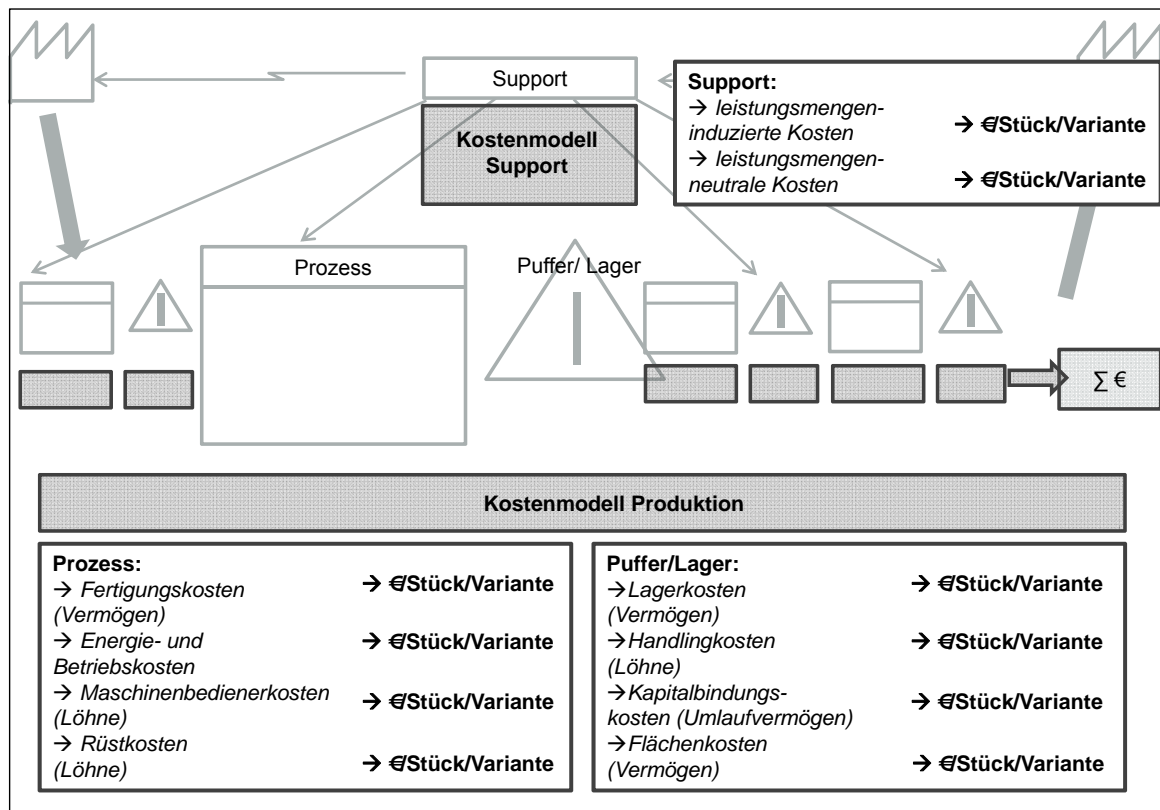 Support
Kostenmodell
Support
Support:
→ leistungsmengen-
induzierte Kosten → €/Stück/Variante
→ leistungsmengen-
neutrale Kosten → €/Stück/Variante
Prozess
Puffer/ Lager
∑ €
Kostenmodell Produktion
Prozess:
→ Fertigungskosten → €/Stück/Variante
(Vermögen)
→ Energie- und → €/Stück/Variante
Betriebskosten
→ Maschinenbedienerkosten → €/Stück/Variante
(Löhne)
→ Rüstkosten
(Löhne) → €/Stück/Variante
Puffer/Lager:
→Lagerkosten → €/Stück/Variante
(Vermögen)
→Handlingkosten → €/Stück/Variante
(Löhne)
→Kapitalbindungs-
kosten (Umlaufvermögen) → €/Stück/Variante
→Flächenkosten
(Vermögen) → €/Stück/Variante